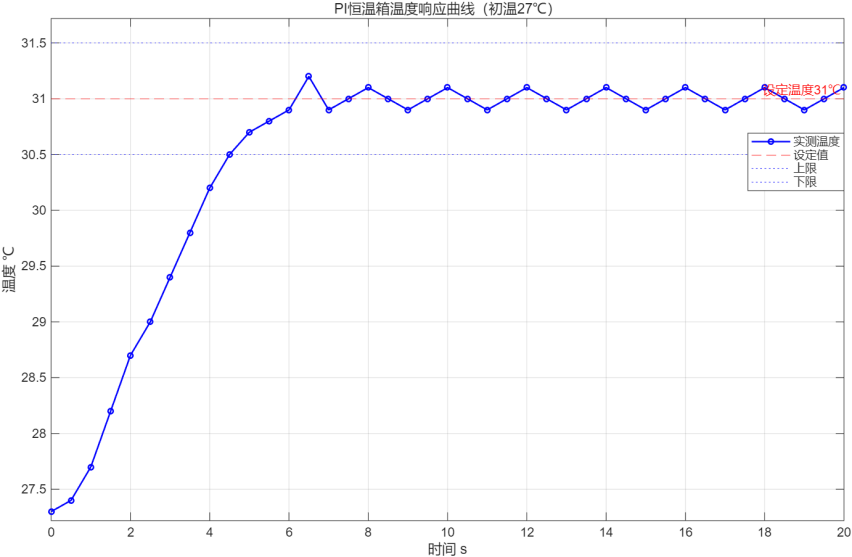 PI恒温箱温度响应曲线（初温27℃）
31.5
31
30.5
30
29.5
29
28.5
28
27.5
温度 ℃
设定温度31℃
实测温度
设定值
上限
下限
0 2 4 6 8 10 12 14 16 18 20
时间 s